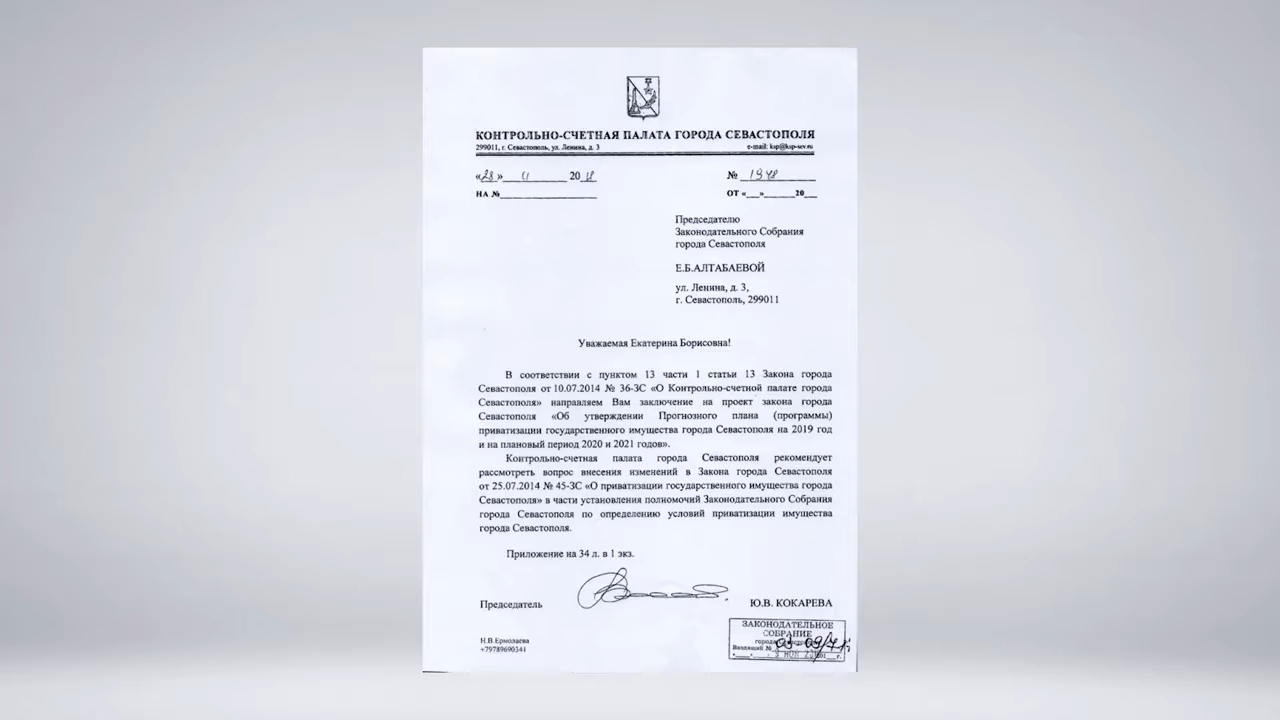 КОНТРОЛЬНО-СЧЕТНАЯ ПАЛАТА ГОРОДА СЕВАСТОПОЛЯ
299011, г. Севастополь, ул. Ленина, д. 3 e-mail: ksp@ksp-sev.ru
«28» 11 2018 № 1348
НА № ОТ «__»______20__
Председателю
Законодательного Собрания
города Севастополя
Е.Б.АЛТАБАЕВОЙ
ул. Ленина, д. 3,
г. Севастополь, 299011
Уважаемая Екатерина Борисовна!
В соответствии с пунктом 13 части 1 статьи 13 Закона города
Севастополя от 10.07.2014 № 36-ЗС «О Контрольно-счетной палате города
Севастополя» направляем Вам заключение на проект закона города
Севастополя «Об утверждении Прогнозного плана (программы)
приватизации государственного имущества города Севастополя на 2019 год
и на плановый период 2020 и 2021 годов».
Контрольно-счетная палата города Севастополя рекомендует
рассмотреть вопрос внесения изменений в Закона города Севастополя
от 25.07.2014 № 45-ЗС «О приватизации государственного имущества города
Севастополя» в части установления полномочий Законодательного Собрания
города Севастополя по определению условий приватизации имущества
города Севастополя.
Приложение на 34 л. в 1 экз.
Председатель Ю.В. КОКАРЕВА
Н.В.Ермолаева
+79789690341
ЗАКОНОДАТЕЛЬНОЕ
СОБРАНИЕ
города
Входящий №